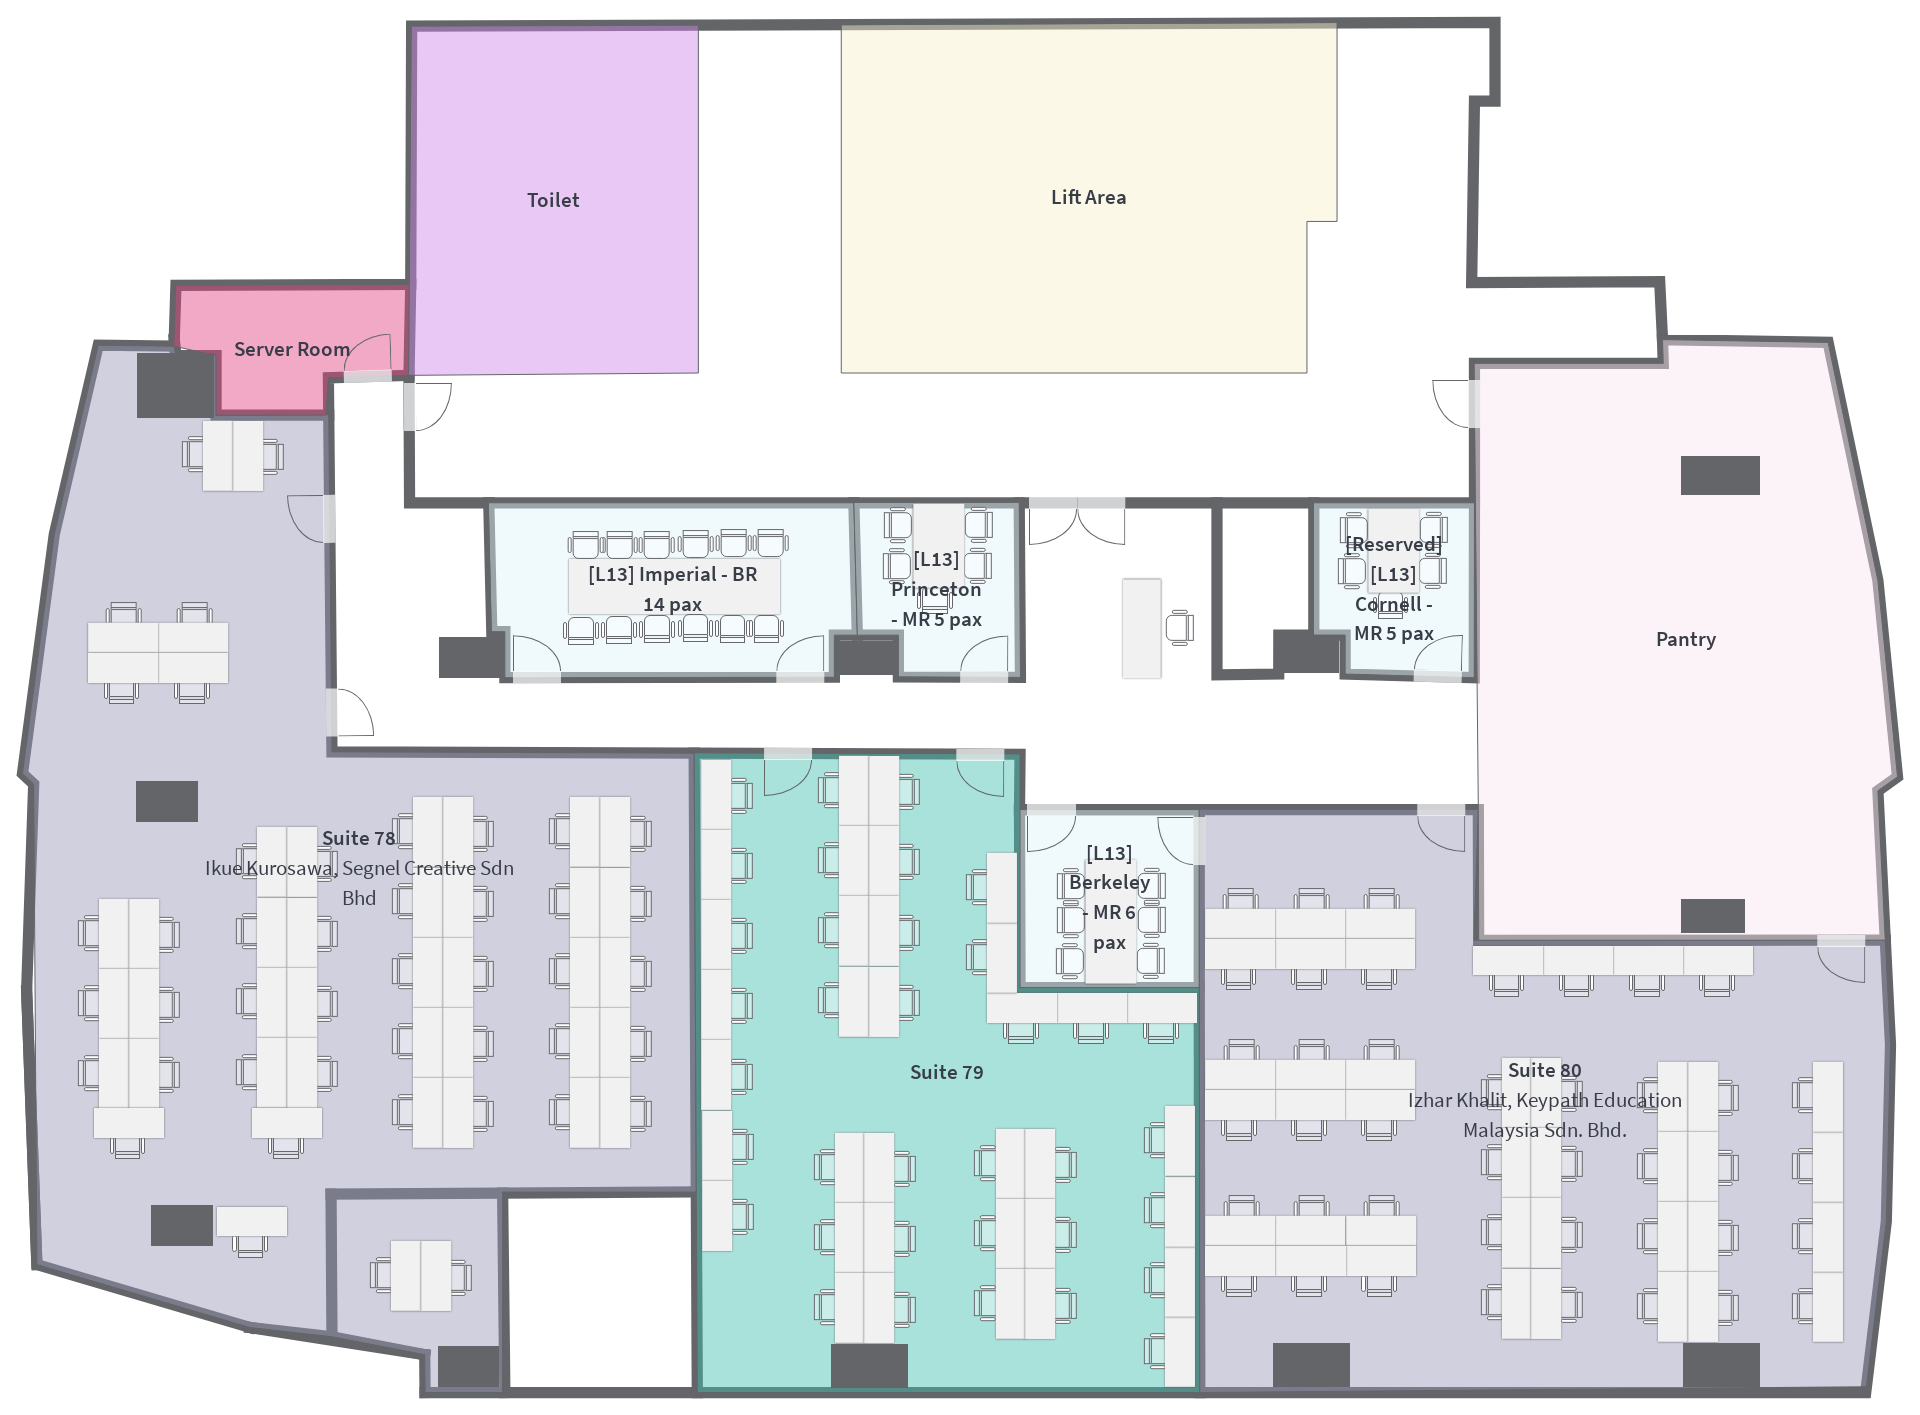 Toilet
Lift Area
Server Room
[L13] Imperial - BR
14 pax
[L13]
Princeton
- MR 5 pax
[Reserved]
[L13]
Cornell -
MR 5 pax
Pantry
Suite 78
Ikue Kurosawa, Segnel Creative Sdn
Bhd
[L13]
Berkeley
- MR 6
pax
Suite 79
Suite 80
Izhar Khalit, Keypath Education
Malaysia Sdn. Bhd.